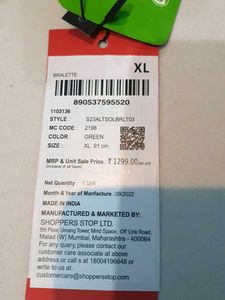 BRALETTE
XL
890537595520
1103136
STYLE : S23ALTSOLBRLT03
MC CODE : 2198
COLOR : GREEN
SIZE: : XL 91 cm
MRP & Unit Sale Price : ₹ 1299.00 per unit
(Inclusive of all Taxes)
Net Quantity : 1 Unit
Month & Year of Manfacture : 09/2022
MADE IN INDIA
MANUFACTURED & MARKETED BY:
SHOPPERS STOP LTD.
5th Floor, Umang Tower, Mind Space, Off Link Road,
Malad (W) Mumbai, Maharashtra - 400064
For any query, please contact our
customer care associate at above
address or call at 18004196648 or
write to us at
customercare@shoppersstop.com